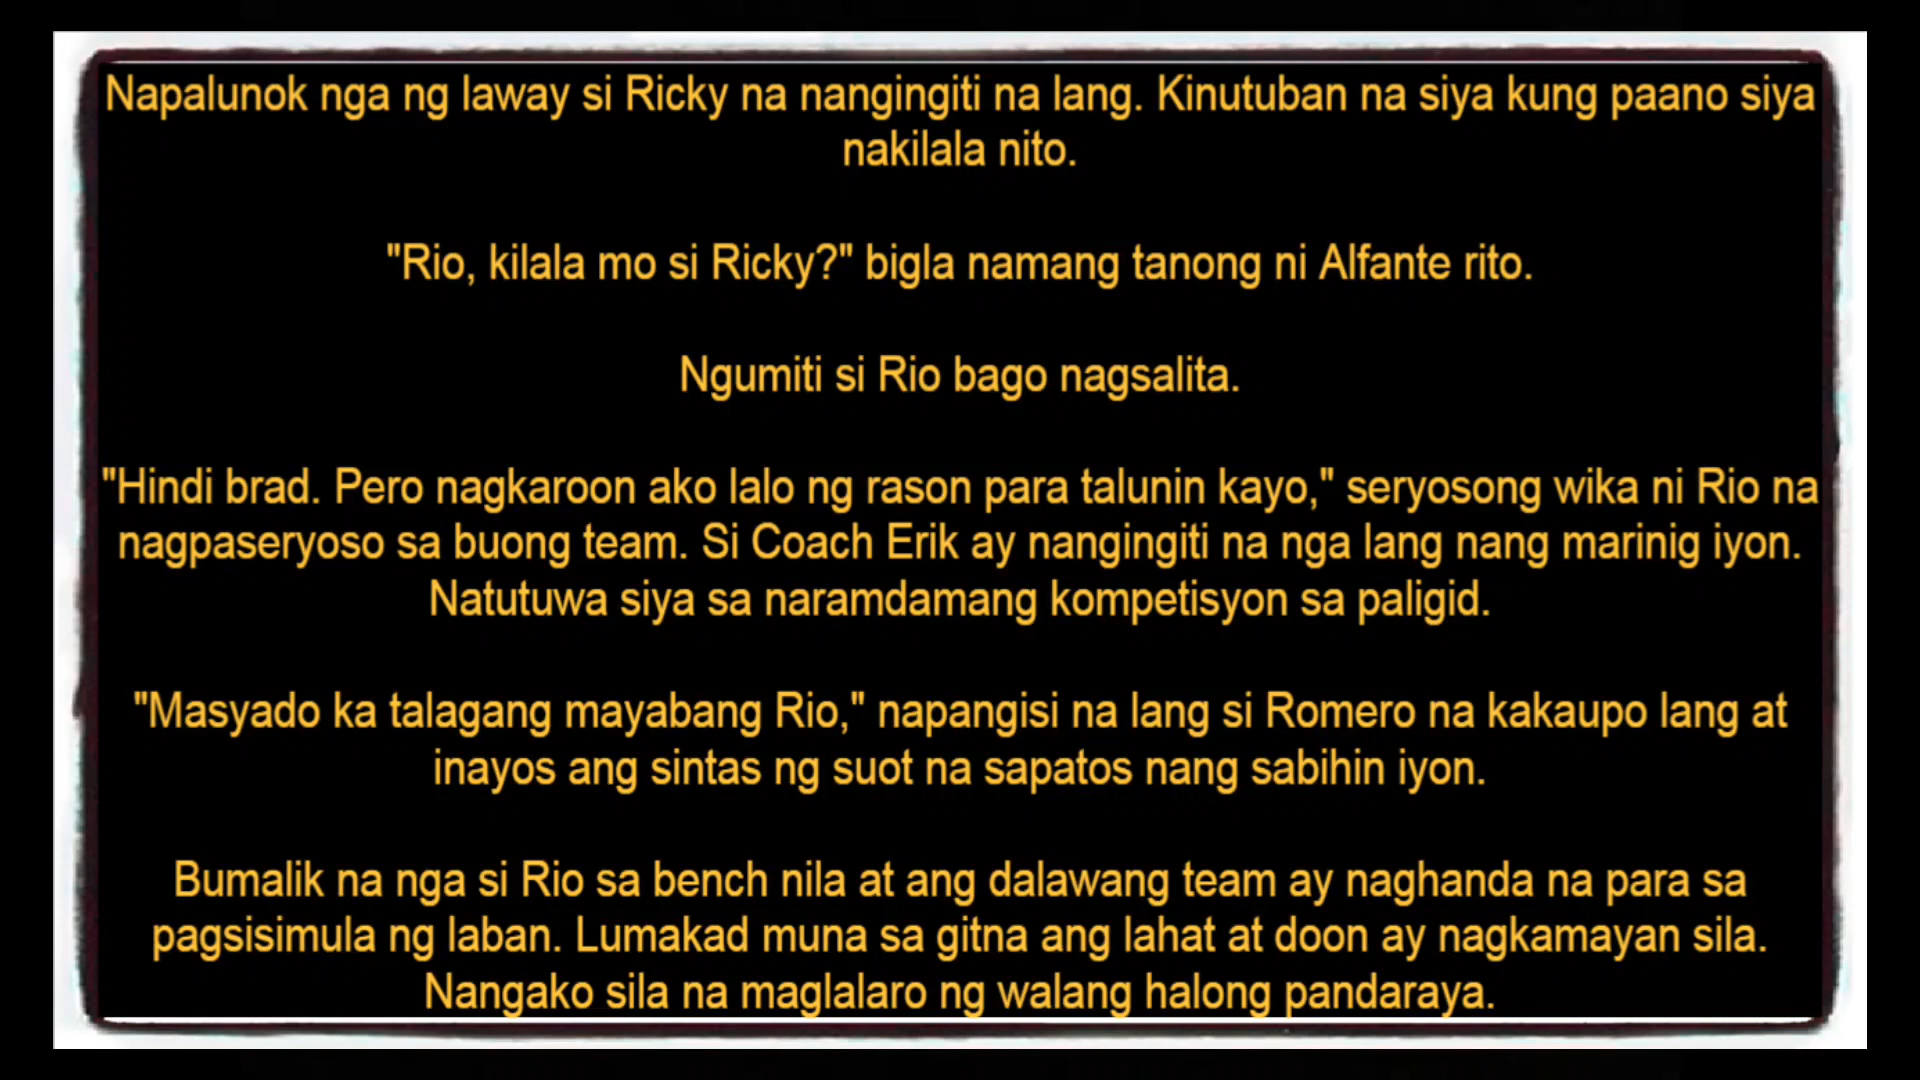 Napalunok nga ng laway si Ricky na nangingiti na lang. Kinutuban na siya kung paano siya
nakilala nito.
"Rio, kilala mo si Ricky?" bigla namang tanong ni Alfante rito.
Ngumiti si Rio bago nagsalita.
"Hindi brad. Pero nagkaroon ako lalo ng rason para talunin kayo," seryosong wika ni Rio na
nagpaseryoso sa buong team. Si Coach Erik ay nangingiti na nga lang nang marinig iyon.
Natutuwa siya sa naramdamang kompetisyon sa paligid.
"Masyado ka talagang mayabang Rio," napangisi na lang si Romero na kakaupo lang at
inayos ang sintas ng suot na sapatos nang sabihin iyon.
Bumalik na nga si Rio sa bench nila at ang dalawang team ay naghanda na para sa
pagsisimula ng laban. Lumakad muna sa gitna ang lahat at doon ay nagkamayan sila.
Nangako sila na maglalaro ng walang halong pandaraya.